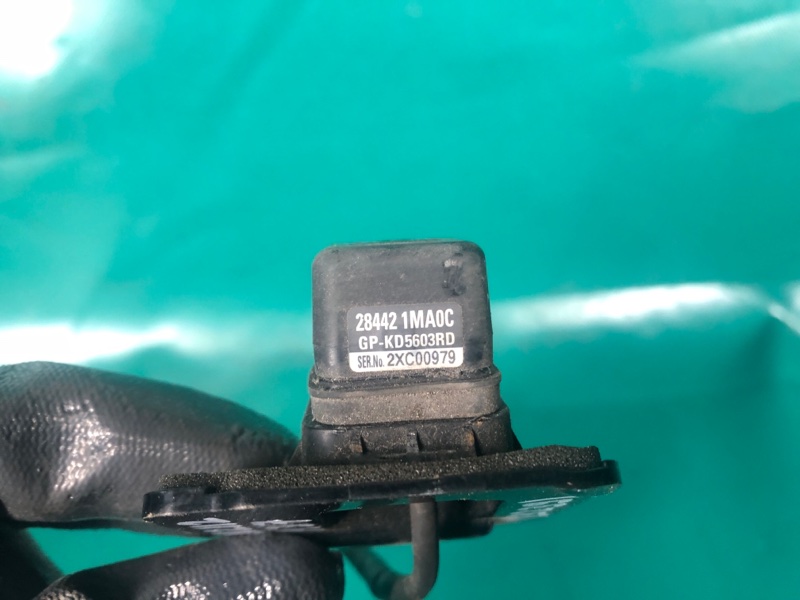 28442 1MA0C
GP-KD5603RD
SER.No. 2XC00979